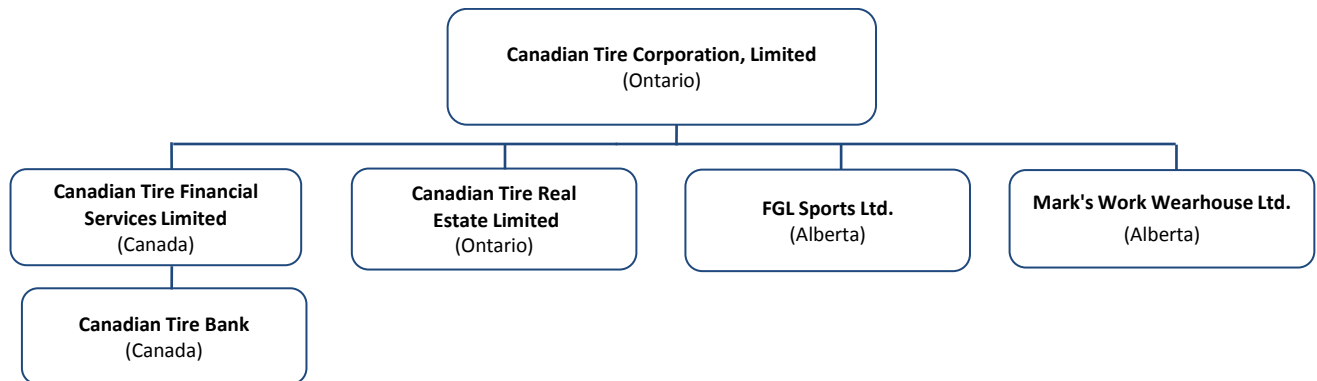 Canadian Tire Corporation, Limited
(Ontario)
Canadian Tire Financial
Services Limited
(Canada)
Canadian Tire Real
Estate Limited
(Ontario)
FGL Sports Ltd.
(Alberta)
Mark's Work Wearhouse Ltd.
(Alberta)
Canadian Tire Bank
(Canada)